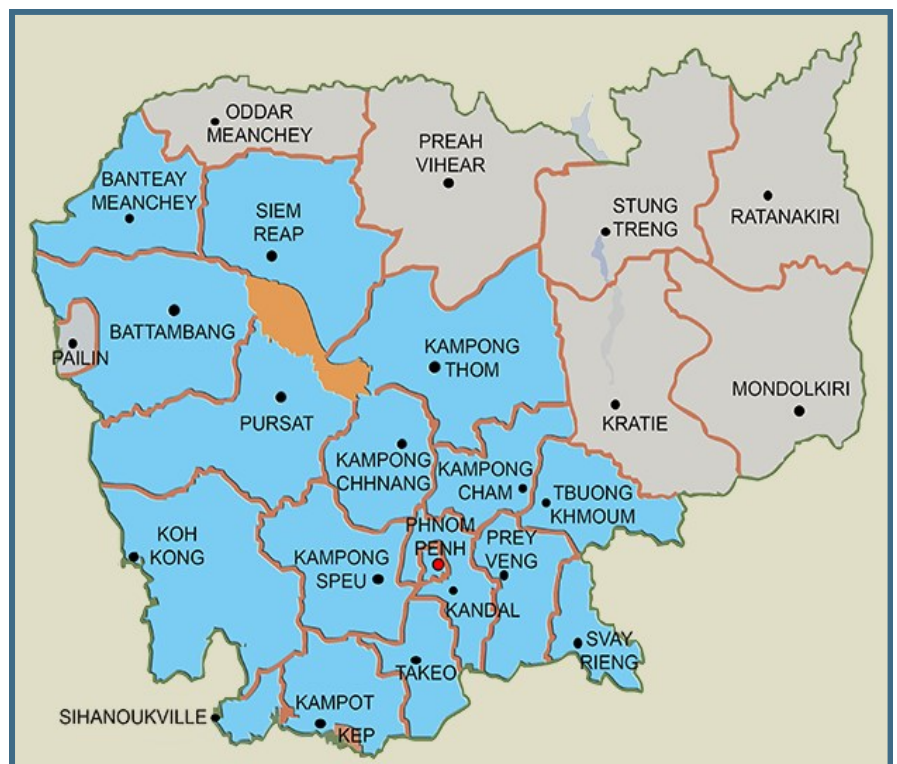 ODDAR
MEANCHEY
PREAH
VIHEAR
BANTEAY
MEANCHEY
SIEM
REAP
STUNG
TRENG
RATANAKIRI
BATTAMBANG
PAILIN
KAMPONG
THOM
MONDOLKIRI
PURSAT
KRATIE
KAMPONG
CHHNANG
KAMPONG
CHAM
TBUONG
KHMOUM
KOH
KONG
PHNOM
PENH
PREY
VENG
KAMPONG
SPEU
KANDAL
SVAY
RIENG
TAKEO
KAMPOT
SIHANOUKVILLE
KEP